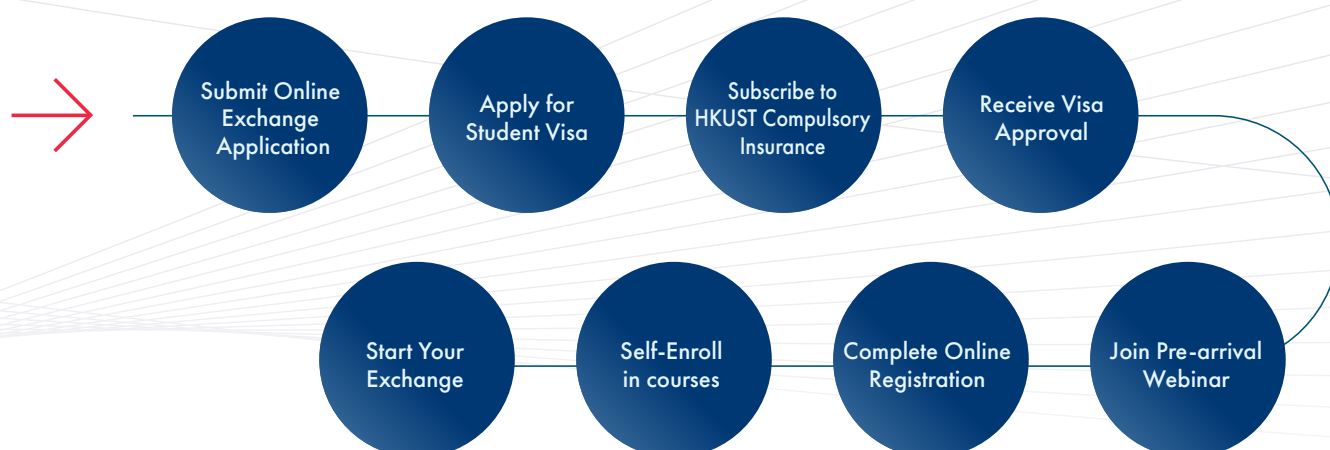 Submit Online
Exchange
Application
Apply for
Student Visa
Subscribe to
HKUST Compulsory
Insurance
Receive Visa
Approval
Join Pre-arrival
Webinar
Complete Online
Registration
Self-Enroll
in courses
Start Your
Exchange